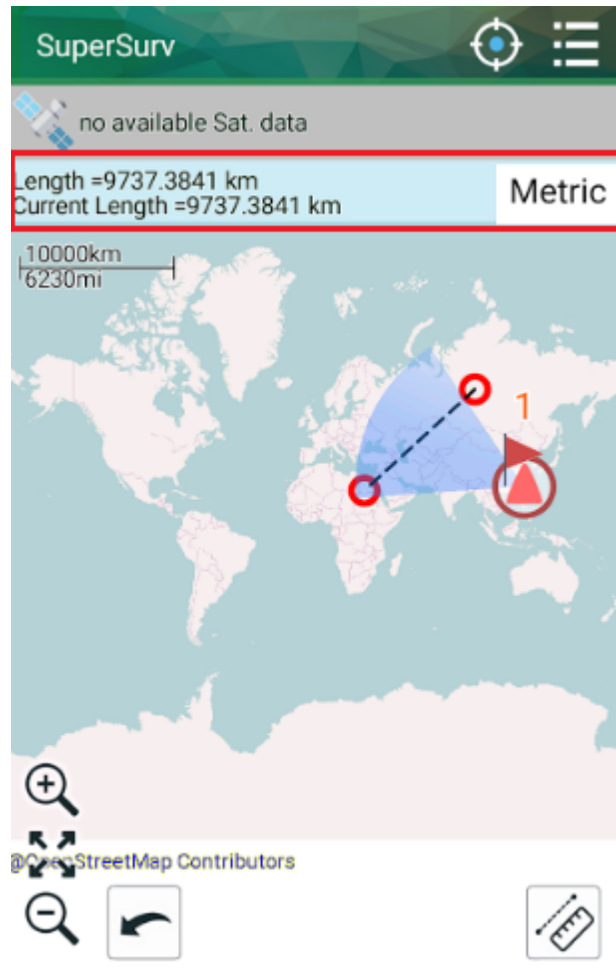 SuperSurv
no available Sat. data
Length =9737.3841 km
Current Length =9737.3841 km
Metric
10000km
6230mi
1
@OpenStreetMap Contributors